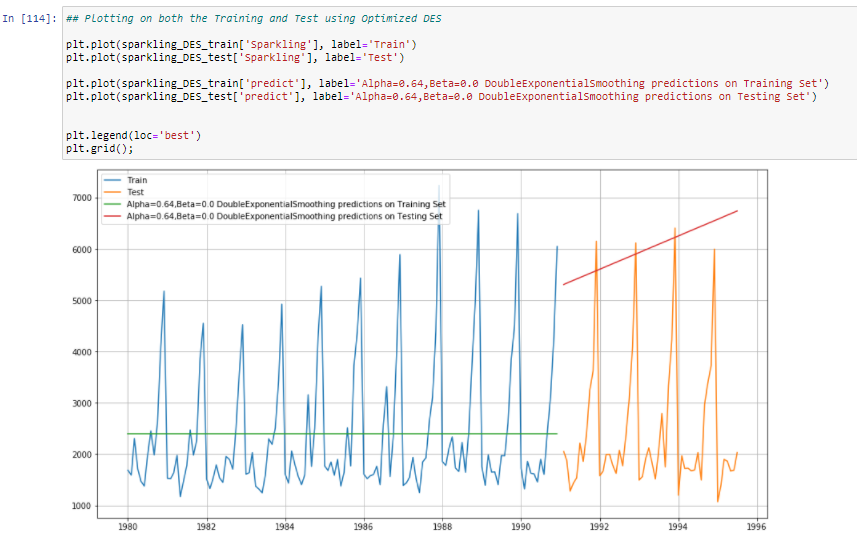 In [114]: ## Plotting on both the Training and Test using Optimized DES
plt.plot(sparkling_DES_train['Sparkling'], label='Train')
plt.plot(sparkling_DES_test['Sparkling'], label='Test')
plt.plot(sparkling_DES_train['predict'], label='Alpha=0.64,Beta=0.0 DoubleExponentialSmoothing predictions on Training Set')
plt.plot(sparkling_DES_test['predict'], label='Alpha=0.64,Beta=0.0 DoubleExponentialSmoothing predictions on Testing Set')
plt.legend(loc='best')
plt.grid();
Train
Test
Alpha=0.64,Beta=0.0 DoubleExponentialSmoothing predictions on Training Set
Alpha=0.64,Beta=0.0 DoubleExponentialSmoothing predictions on Testing Set
7000
6000
5000
4000
3000
2000
1000
1980 1982 1984 1986 1988 1990 1992 1994 1996